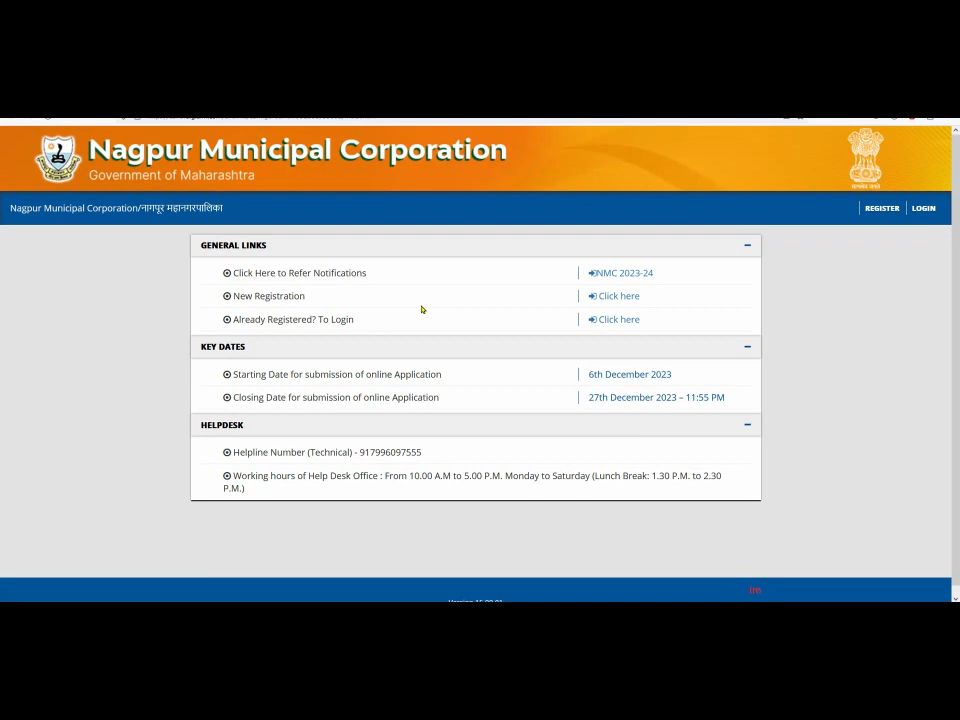 Nagpur Municipal Corporation
Government of Maharashtra
सत्यमेव जयते
Nagpur Municipal Corporation/नागपूर महानगरपालिका
REGISTER
LOGIN
GENERAL LINKS
Click Here to Refer Notifications
NMC 2023-24
New Registration
Click here
Already Registered? To Login
Click here
KEY DATES
Starting Date for submission of online Application
6th December 2023
Closing Date for submission of online Application
27th December 2023 – 11:55 PM
HELPDESK
Helpline Number (Technical) - 917996097555
Working hours of Help Desk Office : From 10.00 A.M to 5.00 P.M. Monday to Saturday (Lunch Break: 1.30 P.M. to 2.30
P.M.)
Im